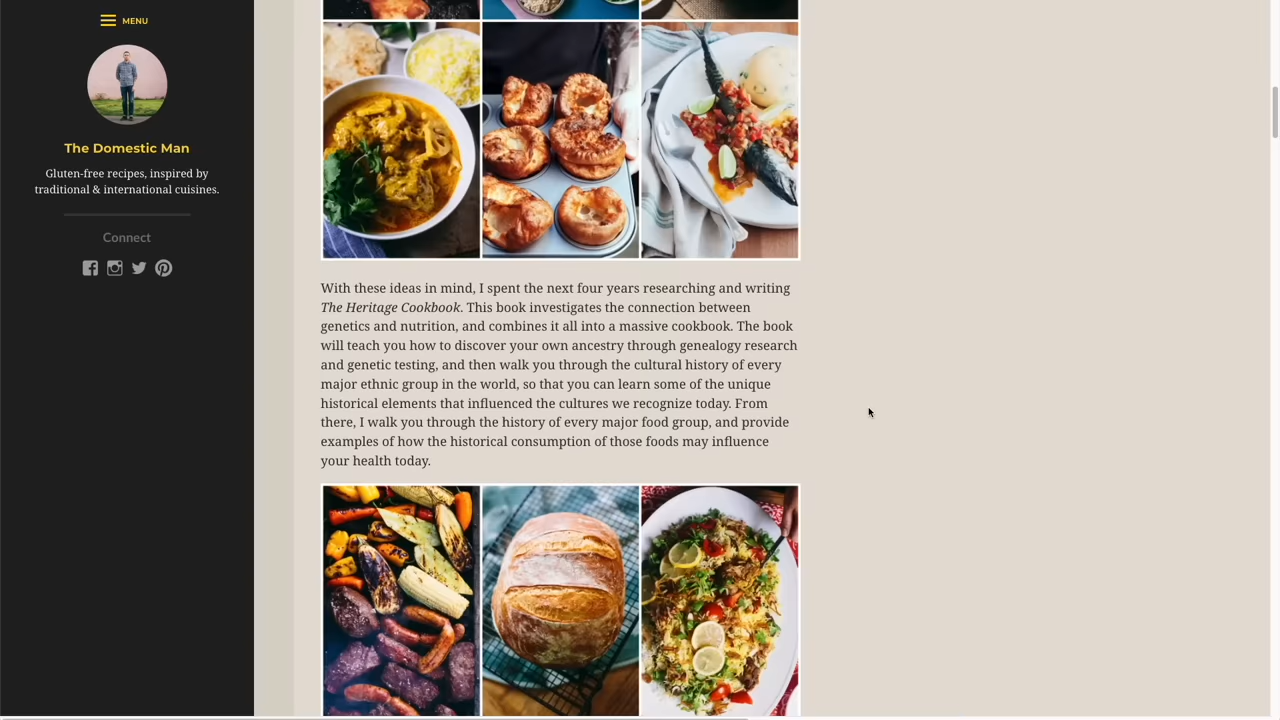 MENU
The Domestic Man
Gluten-free recipes, inspired by
traditional & international cuisines.
Connect
With these ideas in mind, I spent the next four years researching and writing
The Heritage Cookbook. This book investigates the connection between
genetics and nutrition, and combines it all into a massive cookbook. The book
will teach you how to discover your own ancestry through genealogy research
and genetic testing, and then walk you through the cultural history of every
major ethnic group in the world, so that you can learn some of the unique
historical elements that influenced the cultures we recognize today. From
there, I walk you through the history of every major food group, and provide
examples of how the historical consumption of those foods may influence
your health today.